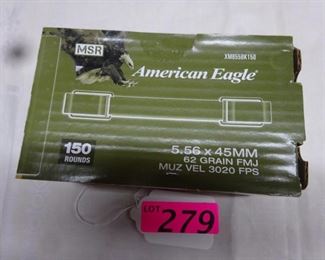 XM855BK150
MSR
American Eagle®
5.56 x 45MM
62 GRAIN FMJ
MUZ VEL 3020 FPS
150
ROUNDS
LOT
279